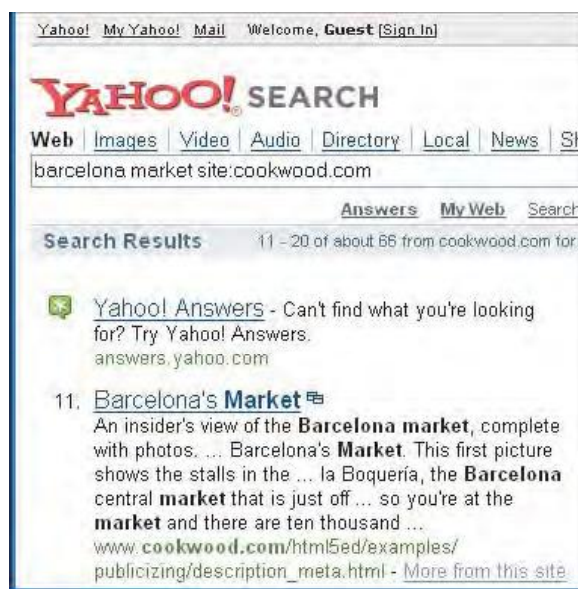 Yahoo! My Yahoo! Mail Welcome, Guest [Sign In]
YAHOO! SEARCH
Web | Images | Video | Audio | Directory | Local | News |
barcelona market site:cookwood.com
Answers My Web Search
Search Results 11 - 20 of about 66 from cookwood.com for
Yahoo! Answers - Can't find what you're looking
for? Try Yahoo! Answers.
answers.yahoo.com
11. Barcelona's Market
An insider's view of the Barcelona market, complete
with photos. ... Barcelona's Market. This first picture
shows the stalls in the ... la Boquería, the Barcelona
central market that is just off ... so you're at the
market and there are ten thousand ...
www.cookwood.com/html5ed/examples/
publicizing/description_meta.html - More from this site